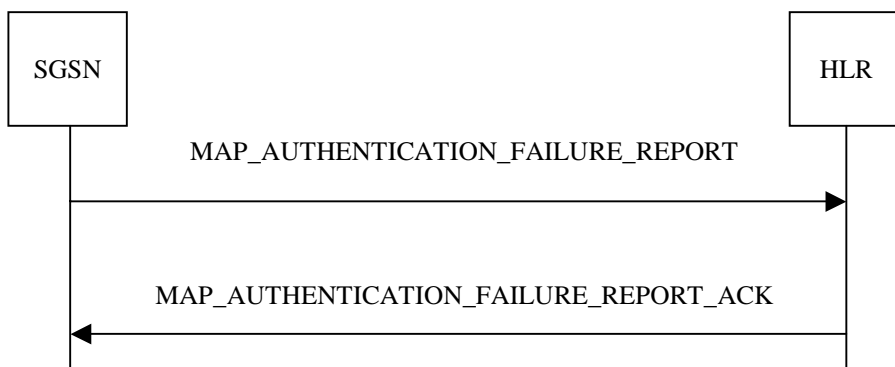 SGSN
HLR
MAP_AUTHENTICATION_FAILURE_REPORT
MAP_AUTHENTICATION_FAILURE_REPORT_ACK